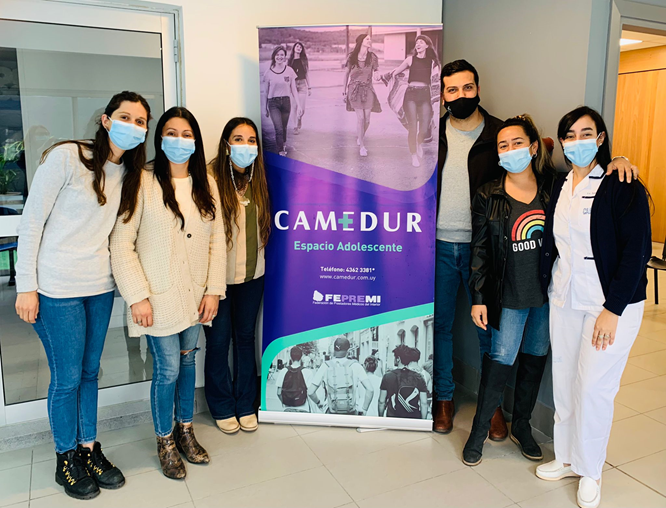 CAMEDUR
Espacio Adolescente
Teléfono: 4362 3381*
www.camedur.com.uy
FEPREMI
Federación de Prestadores Médicos del Interior
GOOD